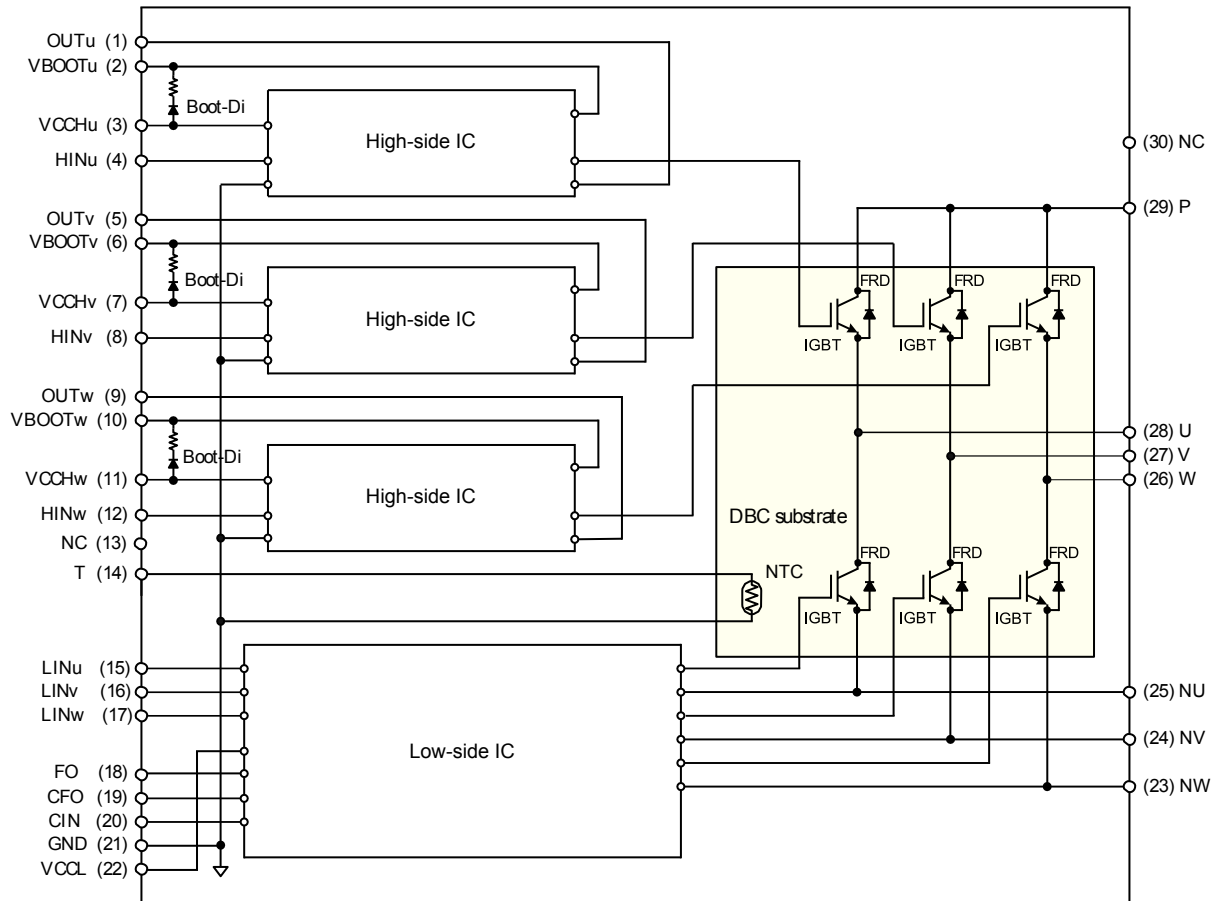 OUTu (1)
VBOOTu (2)
Boot-Di
VCCHu (3)
High-side IC
HINu (4)
(30) NC
OUTv (5)
(29) P
VBOOTv (6)
Boot-Di
VCCHv (7)
High-side IC
HINv (8)
FRD FRD FRD
IGBT IGBT IGBT
OUTw (9)
VBOOTw (10)
(28) U
Boot-Di
(27) V
VCCHw (11)
High-side IC
(26) W
HINw (12)
DBC substrate
NC (13)
FRD FRD FRD
T (14)
NTC
IGBT IGBT IGBT
LINu (15)
LINv (16)
(25) NU
LINw (17)
(24) NV
Low-side IC
FO (18)
(23) NW
CFO (19)
CIN (20)
GND (21)
VCCL (22)